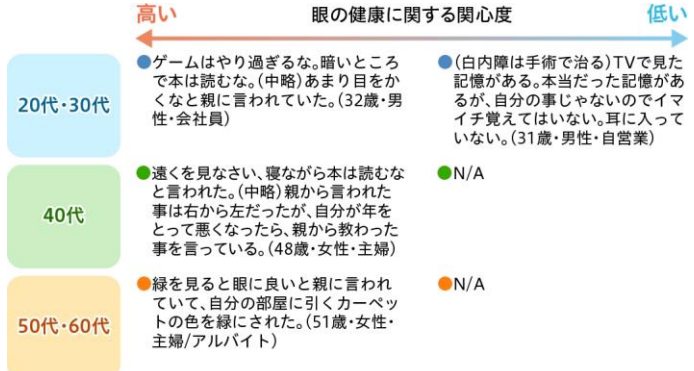 高い 眼の健康に関する関心度 低い
20代・30代
●ゲームはやり過ぎるな。暗いところ
で本は読むな。(中略)あまり目をか
くなと親に言われていた。(32歳・男
性・会社員)
●(白内障は手術で治る)TVで見た
記憶がある。本当だった記憶があ
るが、自分の事じゃないのでイマ
イチ覚えてはいない。耳に入って
いない。(31歳・男性・自営業)
40代
●遠くを見なさい、寝ながら本は読むな
と言われた。(中略)親から言われた
事は右から左だったが、自分が年を
とって悪くなったら、親から教わった
事を言っている。(48歳・女性・主婦)
●N/A
50代・60代
●緑を見ると眼に良いと親に言われ
ていて、自分の部屋に引くカーペッ
トの色を緑にされた。(51歳・女性・
主婦/アルバイト)
●N/A